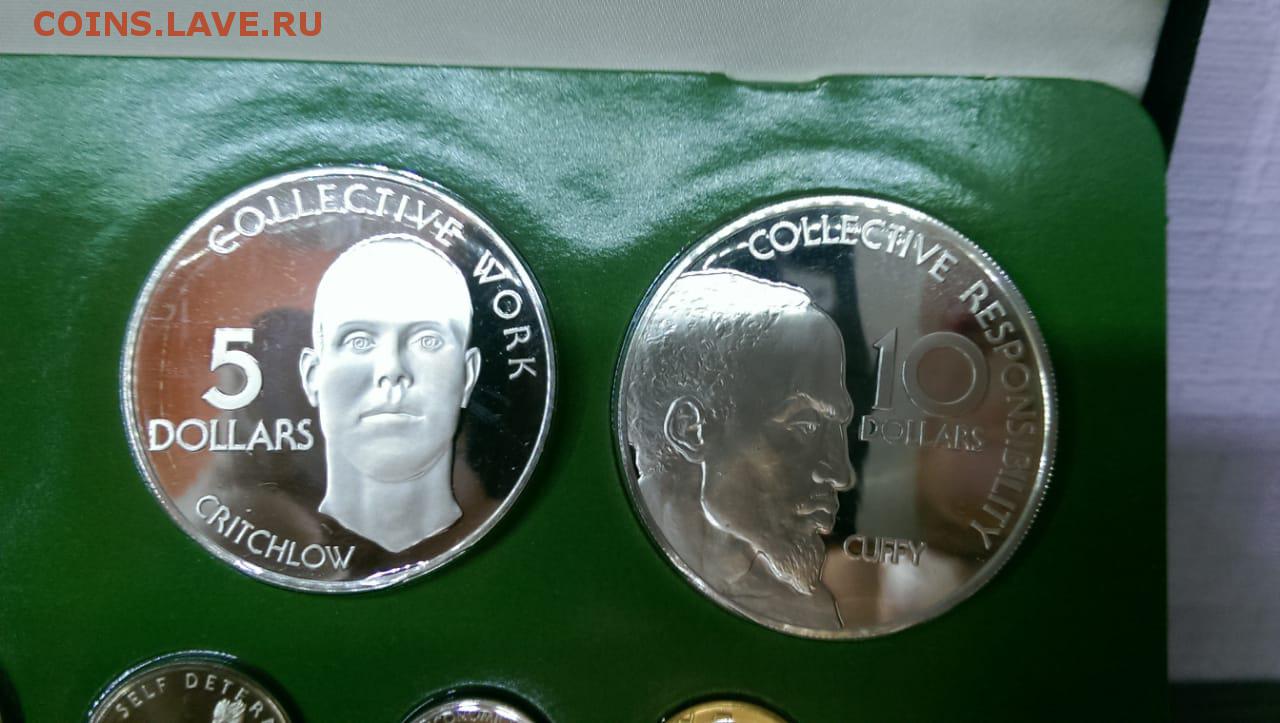 COINS.LAVE.RU
COLLECTIVE WORK
5
DOLLARS
CRITCHLOW
COLLECTIVE RESPONSIBILITY
10
DOLLARS
CUFFY
SELF DETER